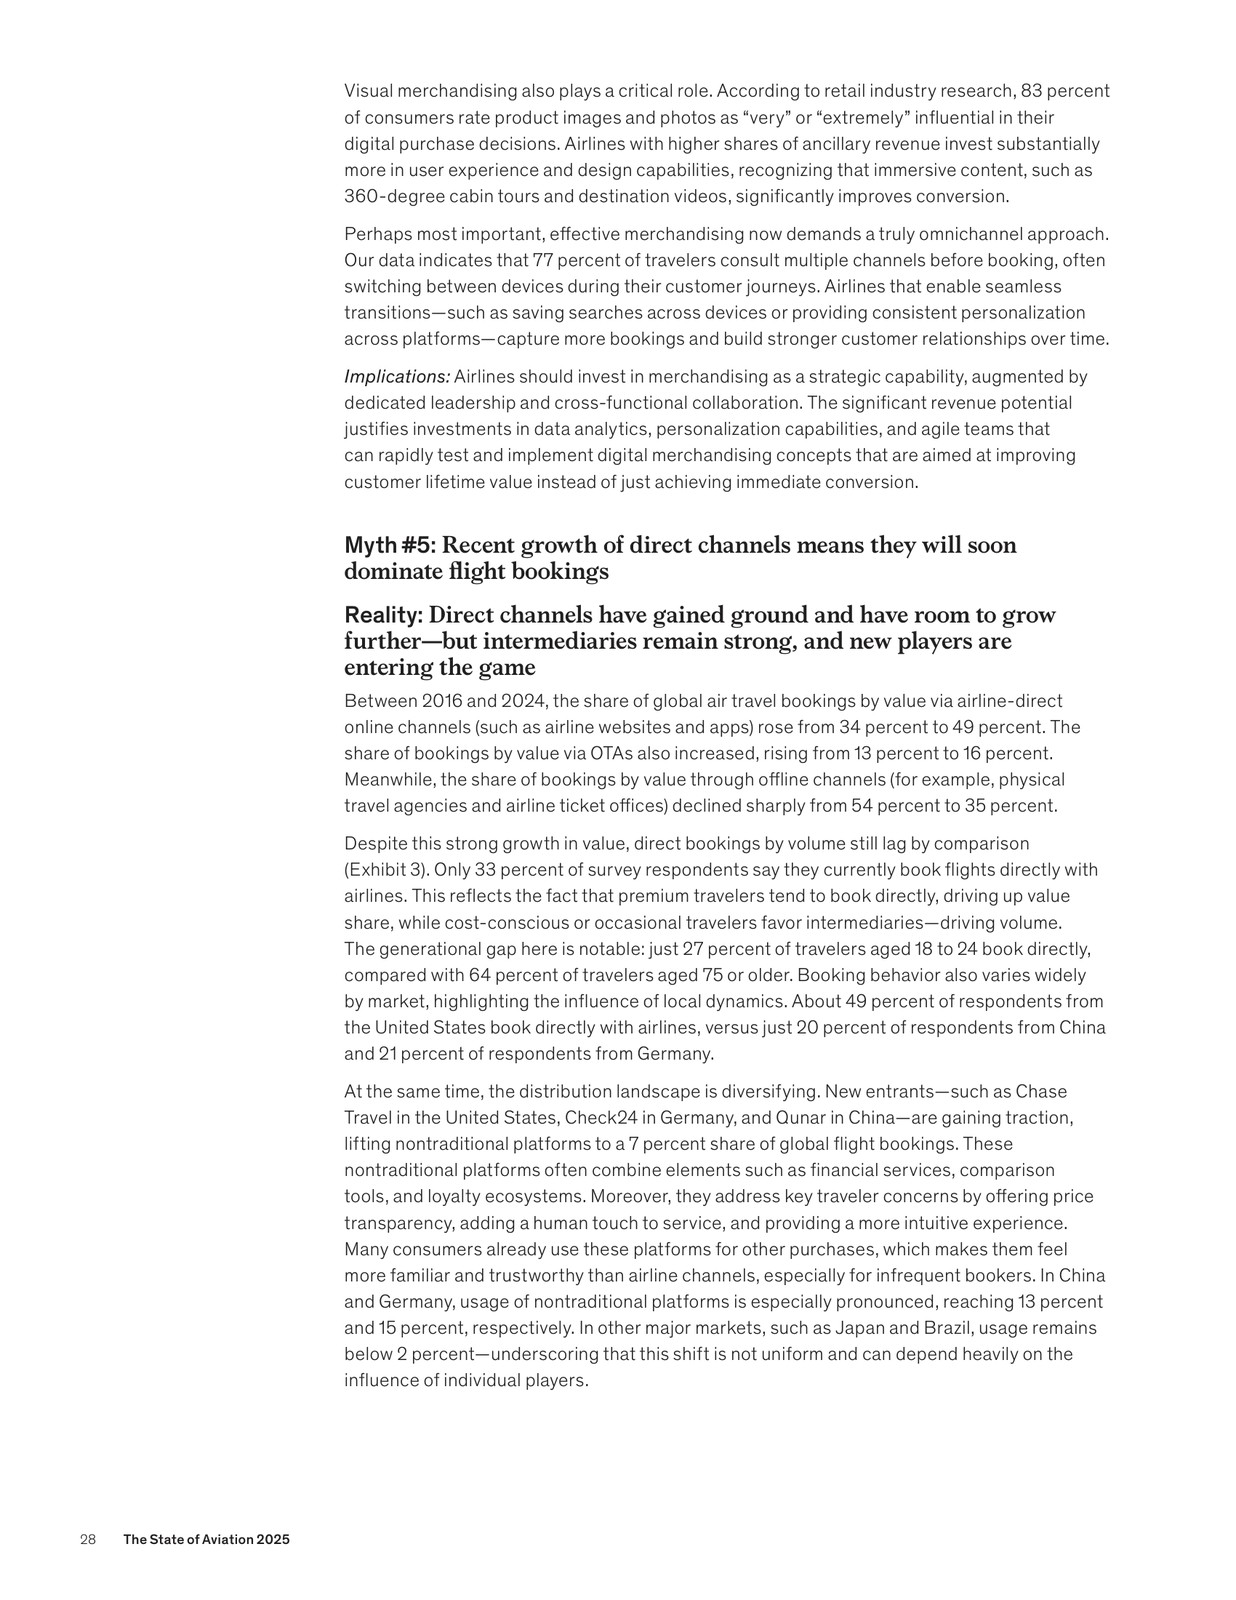 Visual merchandising also plays a critical role. According to retail industry research, 83 percent
of consumers rate product images and photos as “very” or “extremely” influential in their
digital purchase decisions. Airlines with higher shares of ancillary revenue invest substantially
more in user experience and design capabilities, recognizing that immersive content, such as
360-degree cabin tours and destination videos, significantly improves conversion.
Perhaps most important, effective merchandising now demands a truly omnichannel approach.
Our data indicates that 77 percent of travelers consult multiple channels before booking, often
switching between devices during their customer journeys. Airlines that enable seamless
transitions—such as saving searches across devices or providing consistent personalization
across platforms—capture more bookings and build stronger customer relationships over time.
Implications: Airlines should invest in merchandising as a strategic capability, augmented by
dedicated leadership and cross-functional collaboration. The significant revenue potential
justifies investments in data analytics, personalization capabilities, and agile teams that
can rapidly test and implement digital merchandising concepts that are aimed at improving
customer lifetime value instead of just achieving immediate conversion.
Myth #5: Recent growth of direct channels means they will soon
dominate flight bookings
Reality: Direct channels have gained ground and have room to grow
further—but intermediaries remain strong, and new players are
entering the game
Between 2016 and 2024, the share of global air travel bookings by value via airline-direct
online channels (such as airline websites and apps) rose from 34 percent to 49 percent. The
share of bookings by value via OTAs also increased, rising from 13 percent to 16 percent.
Meanwhile, the share of bookings by value through offline channels (for example, physical
travel agencies and airline ticket offices) declined sharply from 54 percent to 35 percent.
Despite this strong growth in value, direct bookings by volume still lag by comparison
(Exhibit 3). Only 33 percent of survey respondents say they currently book flights directly with
airlines. This reflects the fact that premium travelers tend to book directly, driving up value
share, while cost-conscious or occasional travelers favor intermediaries—driving volume.
The generational gap here is notable: just 27 percent of travelers aged 18 to 24 book directly,
compared with 64 percent of travelers aged 75 or older. Booking behavior also varies widely
by market, highlighting the influence of local dynamics. About 49 percent of respondents from
the United States book directly with airlines, versus just 20 percent of respondents from China
and 21 percent of respondents from Germany.
At the same time, the distribution landscape is diversifying. New entrants—such as Chase
Travel in the United States, Check24 in Germany, and Qunar in China—are gaining traction,
lifting nontraditional platforms to a 7 percent share of global flight bookings. These
nontraditional platforms often combine elements such as financial services, comparison
tools, and loyalty ecosystems. Moreover, they address key traveler concerns by offering price
transparency, adding a human touch to service, and providing a more intuitive experience.
Many consumers already use these platforms for other purchases, which makes them feel
more familiar and trustworthy than airline channels, especially for infrequent bookers. In China
and Germany, usage of nontraditional platforms is especially pronounced, reaching 13 percent
and 15 percent, respectively. In other major markets, such as Japan and Brazil, usage remains
below 2 percent—underscoring that this shift is not uniform and can depend heavily on the
influence of individual players.
28 The State of Aviation 2025